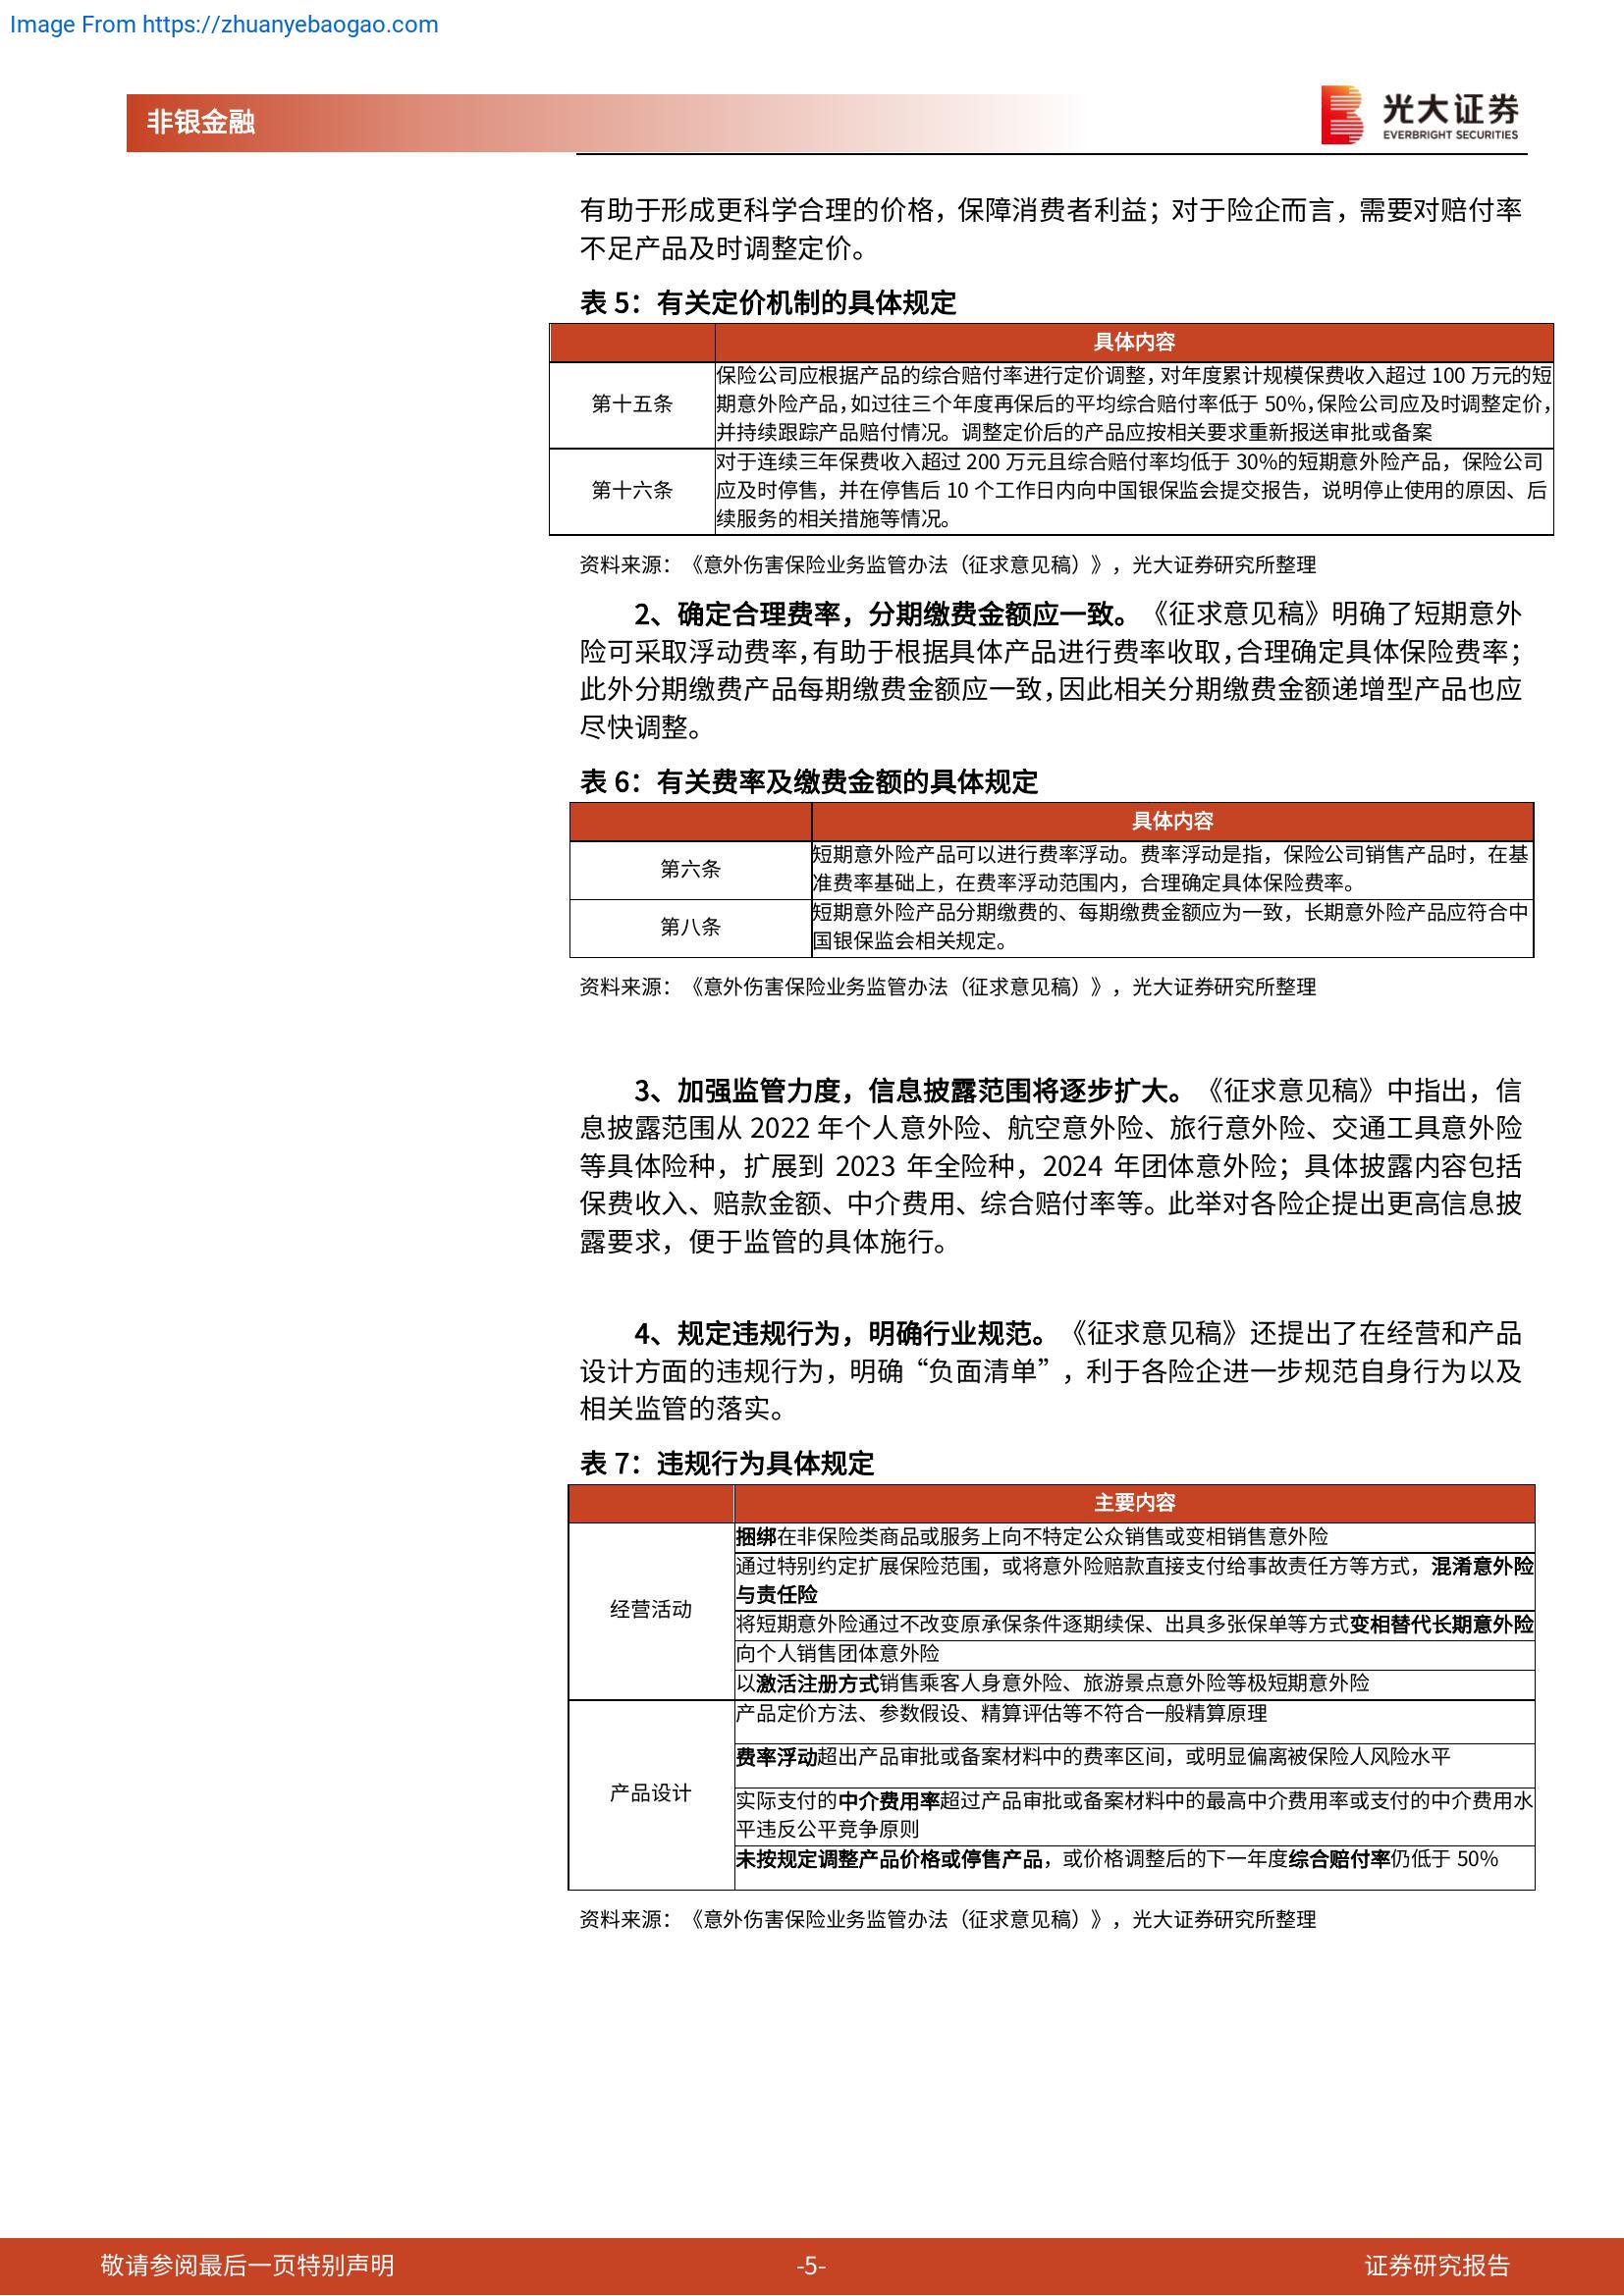 Image From https://zhuanyebaogao.com
非银金融
光大证券
EVERBRIGHT SECURITIES
有助于形成更科学合理的价格，保障消费者利益；对于险企而言，需要对赔付率
不足产品及时调整定价。
表 5：有关定价机制的具体规定
具体内容
第十五条
保险公司应根据产品的综合赔付率进行定价调整，对年度累计规模保费收入超过 100 万元的短
期意外险产品，如过往三个年度再保后的平均综合赔付率低于 50%，保险公司应及时调整定价，
并持续跟踪产品赔付情况。调整定价后的产品应按相关要求重新报送审批或备案
第十六条
对于连续三年保费收入超过 200 万元且综合赔付率均低于 30%的短期意外险产品，保险公司
应及时停售，并在停售后 10 个工作日内向中国银保监会提交报告，说明停止使用的原因、后
续服务的相关措施等情况。
资料来源：《意外伤害保险业务监管办法（征求意见稿）》，光大证券研究所整理
2、确定合理费率，分期缴费金额应一致。《征求意见稿》明确了短期意外
险可采取浮动费率，有助于根据具体产品进行费率收取，合理确定具体保险费率；
此外分期缴费产品每期缴费金额应一致，因此相关分期缴费金额递增型产品也应
尽快调整。
表 6：有关费率及缴费金额的具体规定
具体内容
第六条
短期意外险产品可以进行费率浮动。费率浮动是指，保险公司销售产品时，在基
准费率基础上，在费率浮动范围内，合理确定具体保险费率。
第八条
短期意外险产品分期缴费的、每期缴费金额应为一致，长期意外险产品应符合中
国银保监会相关规定。
资料来源：《意外伤害保险业务监管办法（征求意见稿）》，光大证券研究所整理
3、加强监管力度，信息披露范围将逐步扩大。《征求意见稿》中指出，信
息披露范围从 2022 年个人意外险、航空意外险、旅行意外险、交通工具意外险
等具体险种，扩展到 2023 年全险种，2024 年团体意外险；具体披露内容包括
保费收入、赔款金额、中介费用、综合赔付率等。此举对各险企提出更高信息披
露要求，便于监管的具体施行。
4、规定违规行为，明确行业规范。《征求意见稿》还提出了在经营和产品
设计方面的违规行为，明确“负面清单”，利于各险企进一步规范自身行为以及
相关监管的落实。
表 7：违规行为具体规定
主要内容
经营活动
捆绑在非保险类商品或服务上向不特定公众销售或变相销售意外险
通过特别约定扩展保险范围，或将意外险赔款直接支付给事故责任方等方式，混淆意外险
与责任险
将短期意外险通过不改变原承保条件逐期续保、出具多张保单等方式变相替代长期意外险
向个人销售团体意外险
以激活注册方式销售乘客人身意外险、旅游景点意外险等极短期意外险
产品设计
产品定价方法、参数假设、精算评估等不符合一般精算原理
费率浮动超出产品审批或备案材料中的费率区间，或明显偏离被保险人风险水平
实际支付的中介费用率超过产品审批或备案材料中的最高中介费用率或支付的中介费用水
平违反公平竞争原则
未按规定调整产品价格或停售产品，或价格调整后的下一年度综合赔付率仍低于 50%
资料来源：《意外伤害保险业务监管办法（征求意见稿）》，光大证券研究所整理
敬请参阅最后一页特别声明
-5-
证券研究报告